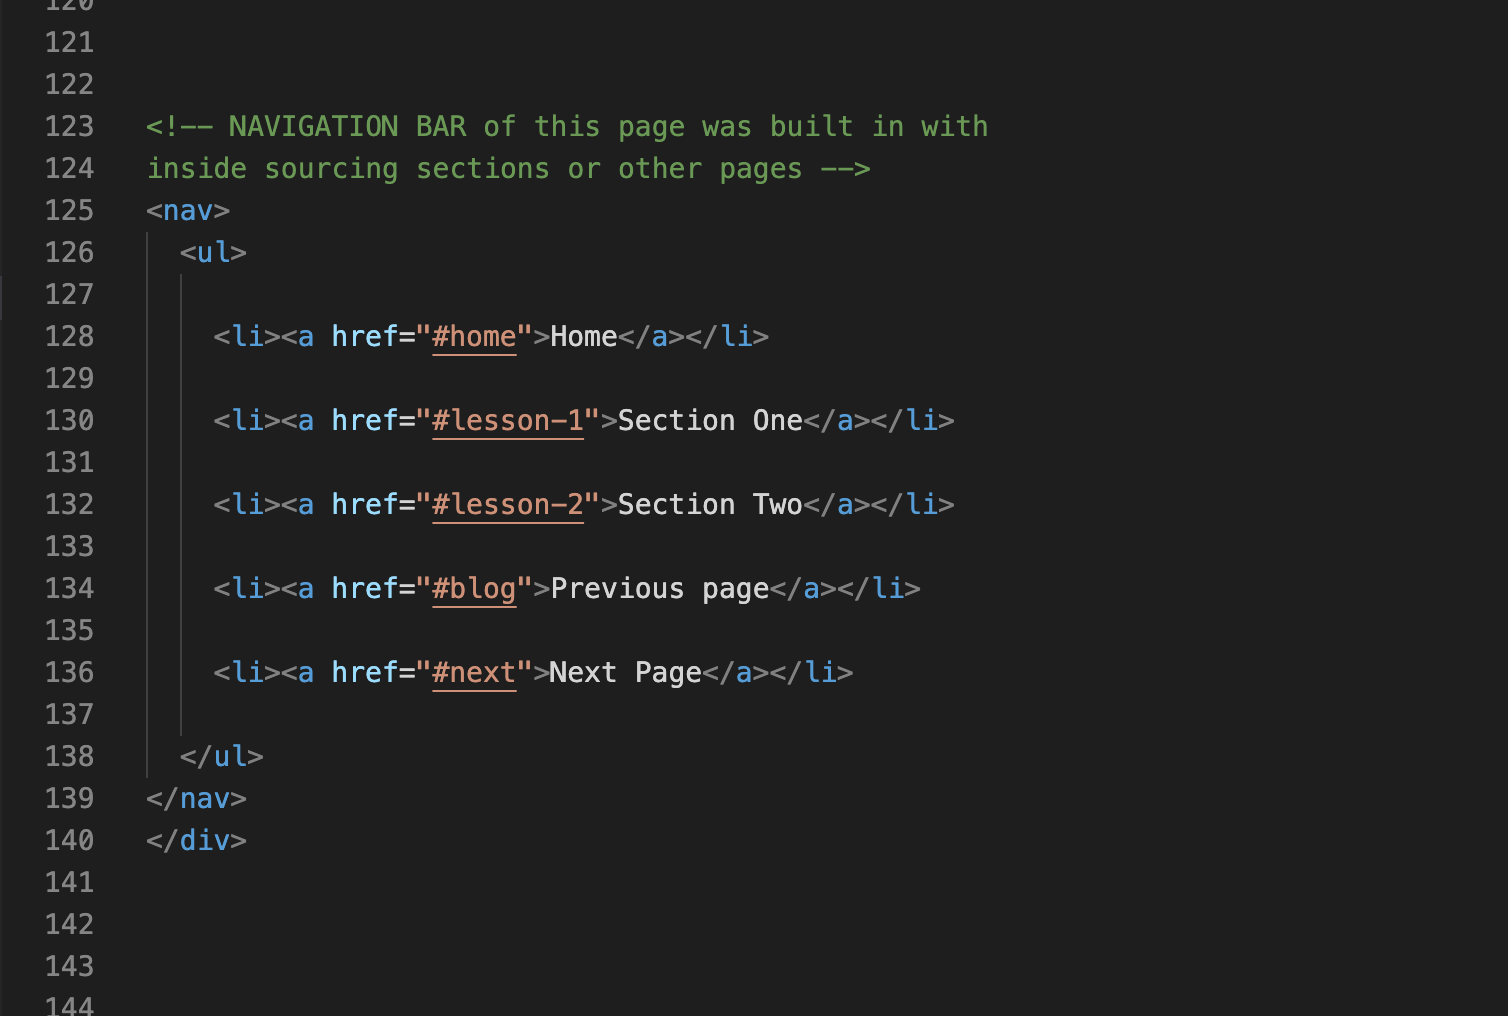 120
121
122
123 <!-- NAVIGATION BAR of this page was built in with
124 inside sourcing sections or other pages -->
125 <nav>
126 <ul>
127
128 <li><a href="#home">Home</a></li>
129
130 <li><a href="#lesson-1">Section One</a></li>
131
132 <li><a href="#lesson-2">Section Two</a></li>
133
134 <li><a href="#blog">Previous page</a></li>
135
136 <li><a href="#next">Next Page</a></li>
137
138 </ul>
139 </nav>
140 </div>
141
142
143
144